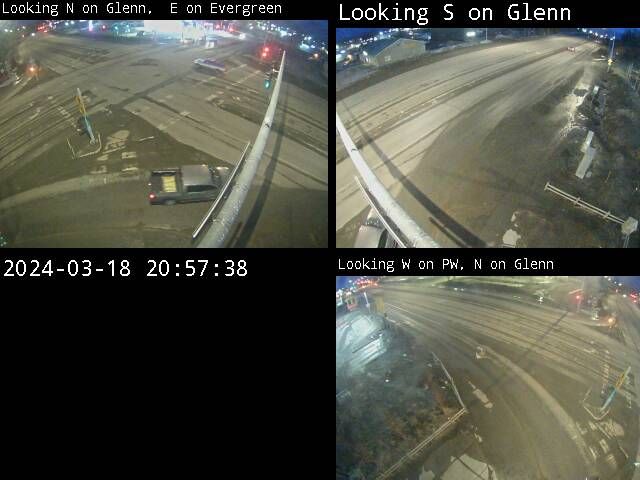 Looking N on Glenn,  E on Evergreen
Looking S on Glenn
2024-03-18 20:57:38
Looking W on PW, N on Glenn